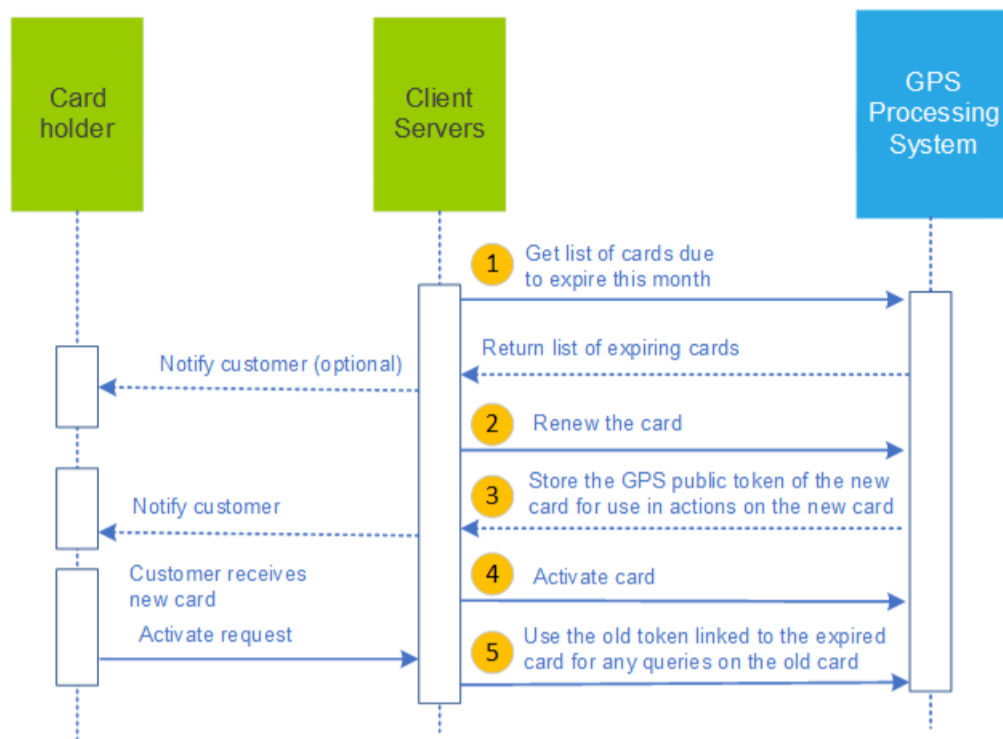 Card
holder
Client
Servers
GPS
Processing
System
1
Get list of cards due
to expire this month
Return list of expiring cards
Notify customer (optional)
2
Renew the card
3
Store the GPS public token of the new
card for use in actions on the new card
Notify customer
4
Activate card
Customer receives
new card
Activate request
5
Use the old token linked to the expired
card for any queries on the old card